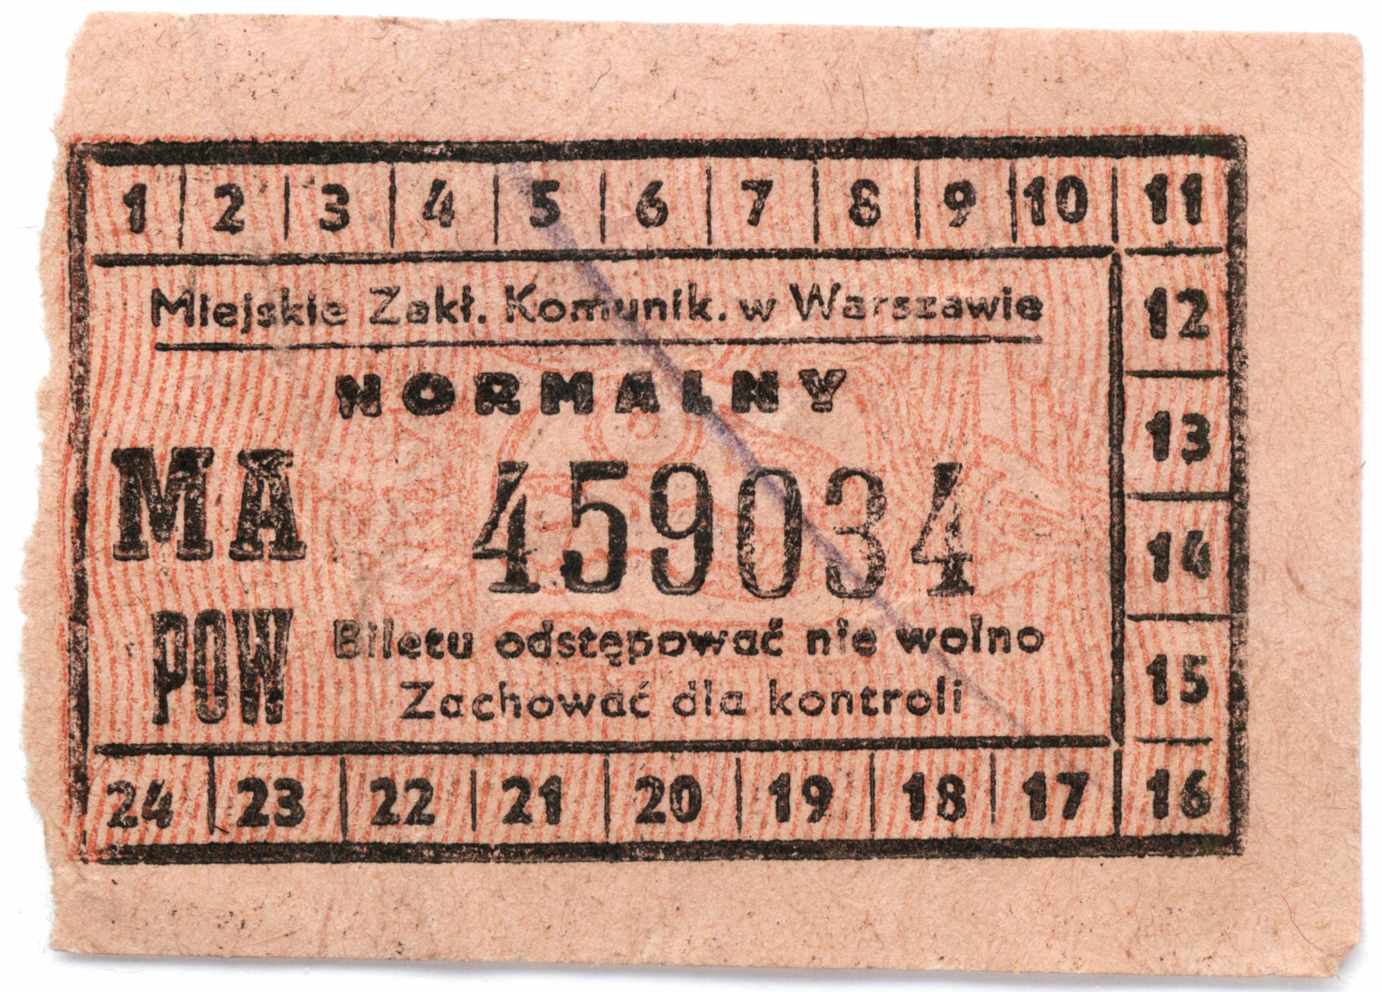 1 2 3 4 5 6 7 8 9 10 11
Miejskie Zakł. Komunik. w Warszawie
12
NORMALNY
13
MA 459034
14
POW Biletu odstępować nie wolno
15
Zachować dla kontroli
24 23 22 21 20 19 18 17 16